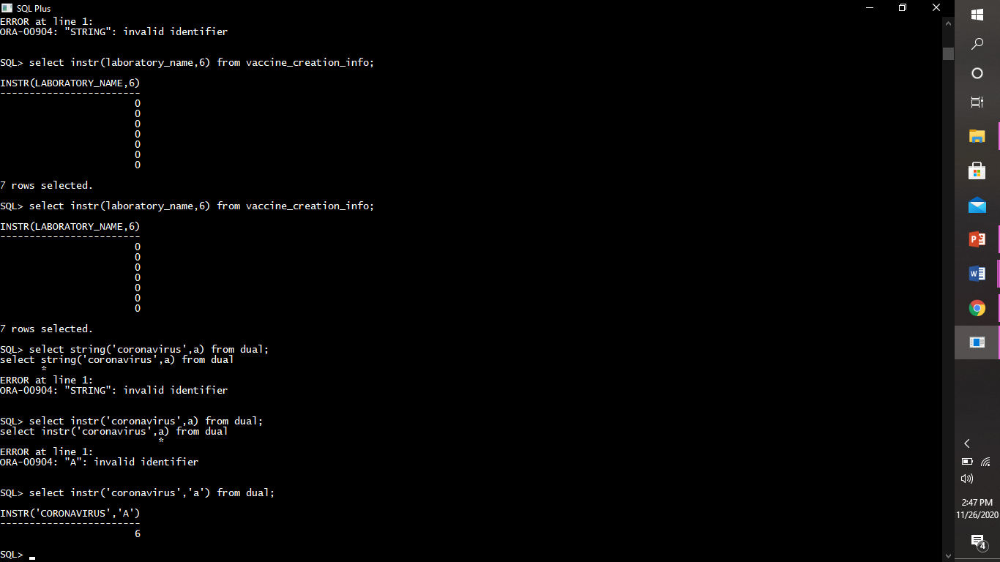 SQL Plus
ERROR at line 1:
ORA-00904: "STRING": invalid identifier
SQL> select instr(laboratory_name,6) from vaccine_creation_info;
INSTR(LABORATORY_NAME,6)
------------------------
0
0
0
0
0
0
0
7 rows selected.
SQL> select instr(laboratory_name,6) from vaccine_creation_info;
INSTR(LABORATORY_NAME,6)
------------------------
0
0
0
0
0
0
0
7 rows selected.
SQL> select string('coronavirus',a) from dual;
select string('coronavirus',a) from dual
*
ERROR at line 1:
ORA-00904: "STRING": invalid identifier
SQL> select instr('coronavirus',a) from dual;
select instr('coronavirus',a) from dual
*
ERROR at line 1:
ORA-00904: "A": invalid identifier
SQL> select instr('coronavirus','a') from dual;
INSTR('CORONAVIRUS','A')
------------------------
6
SQL>
P
W
2:47 PM
11/26/2020
4